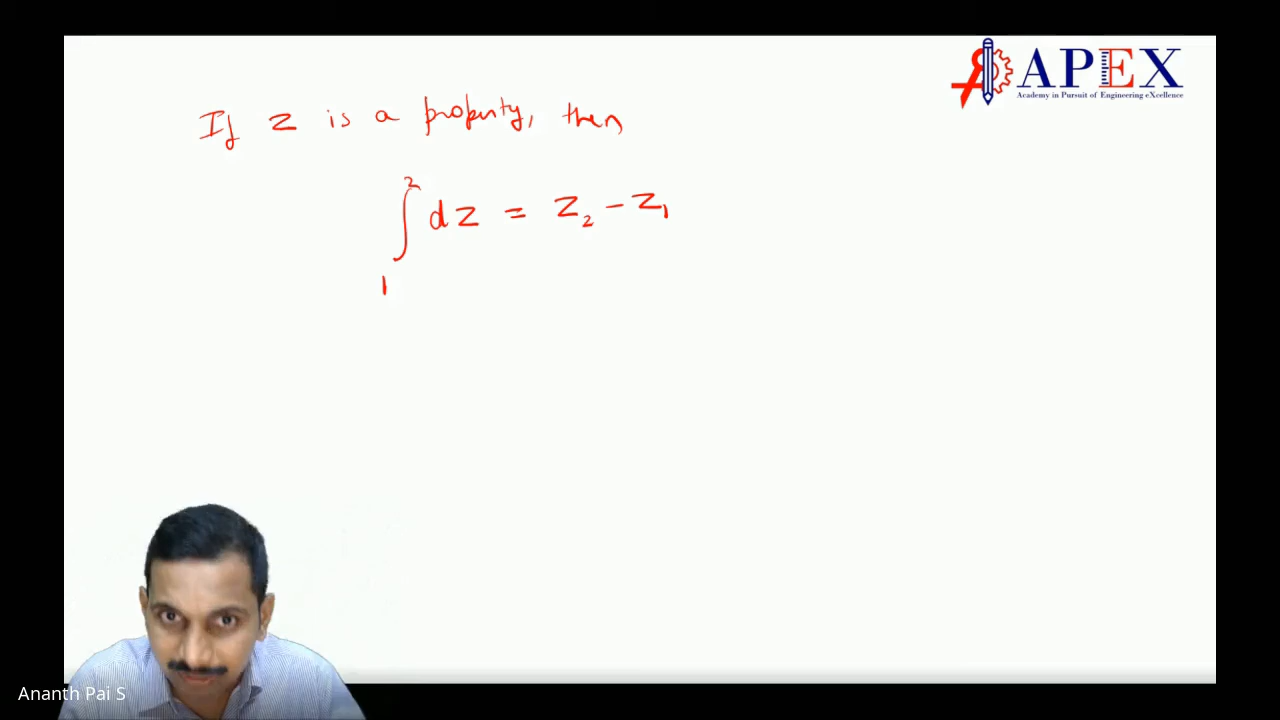 APEX
Academy in Pursuit of Engineering eXcellence
If z is a property, then
∫₁² dz = z₂ - z₁
Ananth Pai S